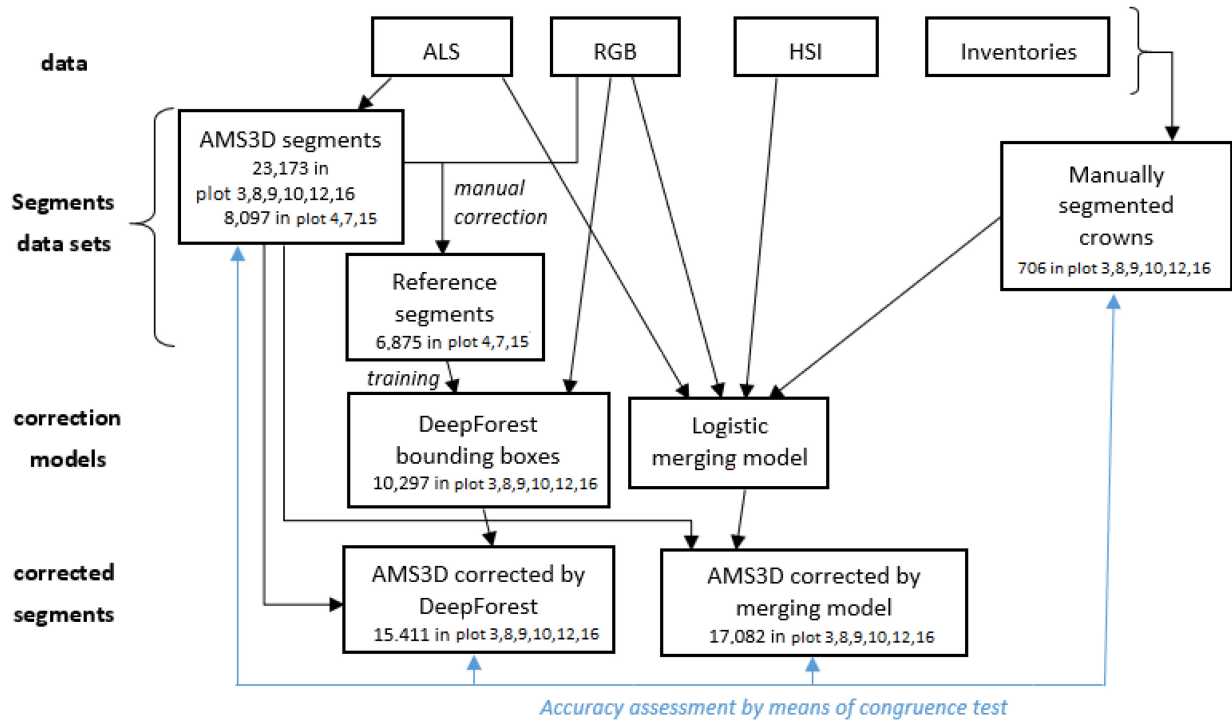 data
ALS
RGB
HSI
Inventories
Segments
data sets
AMS3D segments
23,173 in
plot 3,8,9,10,12,16
8,097 in plot 4,7,15
manual
correction
Manually
segmented
crowns
706 in plot 3,8,9,10,12,16
Reference
segments
6,875 in plot 4,7,15
training
correction
models
DeepForest
bounding boxes
10,297 in plot 3,8,9,10,12,16
Logistic
merging model
corrected
segments
AMS3D corrected by
DeepForest
15.411 in plot 3,8,9,10,12,16
AMS3D corrected by
merging model
17,082 in plot 3,8,9,10,12,16
Accuracy assessment by means of congruence test